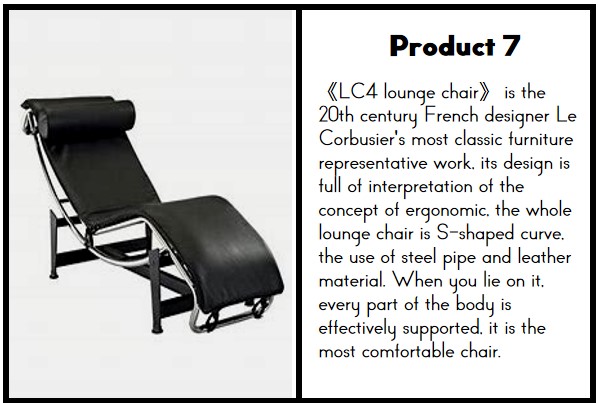 Product 7
《LC4 lounge chair》 is the
20th century French designer Le
Corbusier's most classic furniture
representative work, its design is
full of interpretation of the
concept of ergonomic, the whole
lounge chair is S-shaped curve,
the use of steel pipe and leather
material. When you lie on it,
every part of the body is
effectively supported, it is the
most comfortable chair.